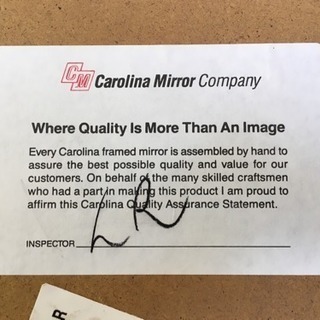 CM Carolina Mirror Company
Where Quality Is More Than An Image
Every Carolina framed mirror is assembled by hand to
assure the best possible quality and value for our
customers. On behalf of the many skilled craftsmen
who had a part in making this product I am proud to
affirm this Carolina Quality Assurance Statement.
INSPECTOR LR
R